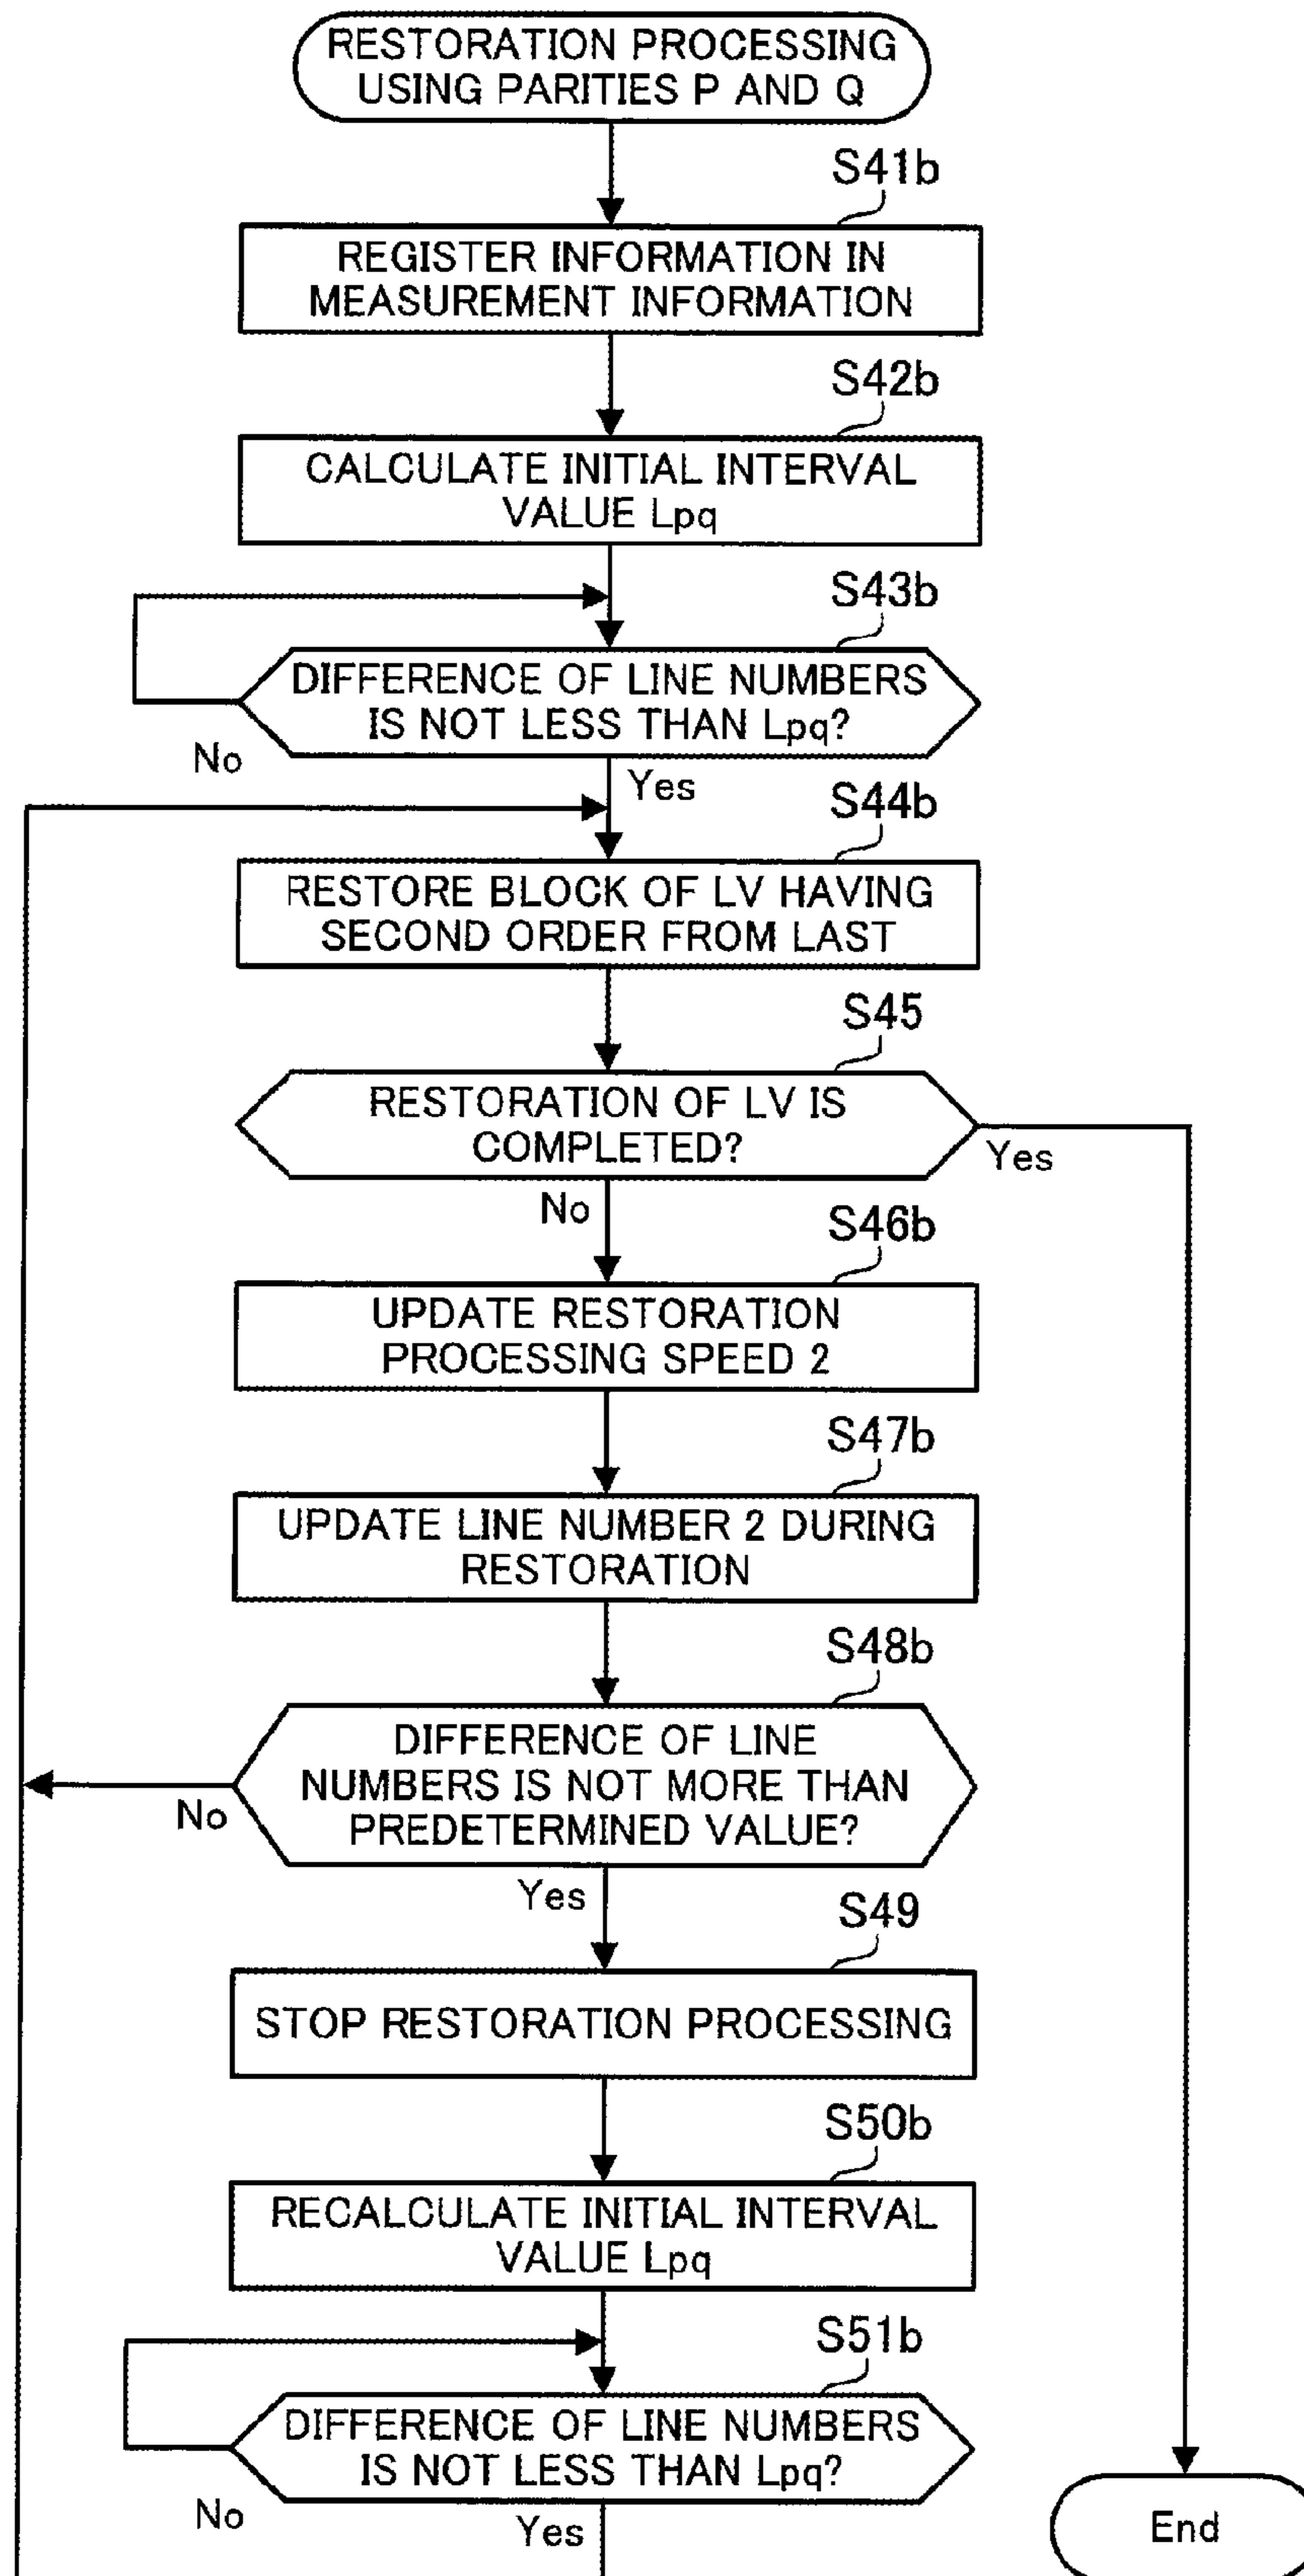 RESTORATION PROCESSING
USING PARITIES P AND Q
S41b
REGISTER INFORMATION IN
MEASUREMENT INFORMATION
S42b
CALCULATE INITIAL INTERVAL
VALUE Lpq
S43b
DIFFERENCE OF LINE NUMBERS
IS NOT LESS THAN Lpq?
No
Yes
S44b
RESTORE BLOCK OF LV HAVING
SECOND ORDER FROM LAST
S45
RESTORATION OF LV IS
COMPLETED?
Yes
No
S46b
UPDATE RESTORATION
PROCESSING SPEED 2
S47b
UPDATE LINE NUMBER 2 DURING
RESTORATION
S48b
DIFFERENCE OF LINE
NUMBERS IS NOT MORE THAN
PREDETERMINED VALUE?
No
Yes
S49
STOP RESTORATION PROCESSING
S50b
RECALCULATE INITIAL INTERVAL
VALUE Lpq
S51b
DIFFERENCE OF LINE NUMBERS
IS NOT LESS THAN Lpq?
No
Yes
End